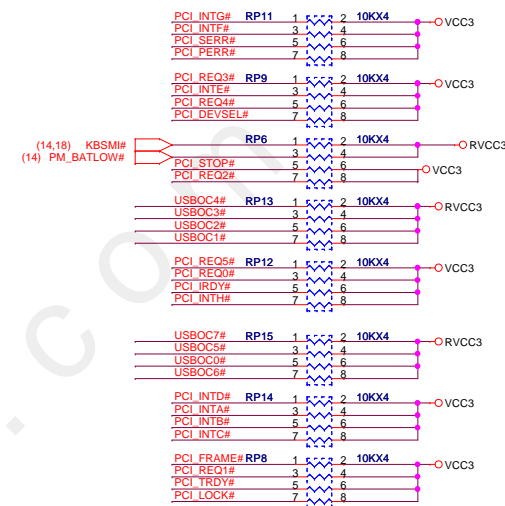 PCI_INTG# RP11 1 2 10KX4 VCC3
PCI_INTF# 3 4
PCI_SERR# 5 6
PCI_PERR# 7 8
PCI_REQ3# RP9 1 2 10KX4 VCC3
PCI_INTE# 3 4
PCI_REQ4# 5 6
PCI_DEVSEL# 7 8
(14,18) KBSMI# RP6 1 2 10KX4 RVCC3
(14) PM_BATLOW# 3 4
PCI_STOP# 5 6 VCC3
PCI_REQ2# 7 8
USBOC4# RP13 1 2 10KX4 RVCC3
USBOC3# 3 4
USBOC2# 5 6
USBOC1# 7 8
PCI_REQ5# RP12 1 2 10KX4 VCC3
PCI_REQ0# 3 4
PCI_IRDY# 5 6
PCI_INTH# 7 8
USBOC7# RP15 1 2 10KX4 RVCC3
USBOC5# 3 4
USBOC0# 5 6
USBOC6# 7 8
PCI_INTD# RP14 1 2 10KX4 VCC3
PCI_INTA# 3 4
PCI_INTB# 5 6
PCI_INTC# 7 8
PCI_FRAME# RP8 1 2 10KX4 VCC3
PCI_REQ1# 3 4
PCI_TRDY# 5 6
PCI_LOCK# 7 8
.com